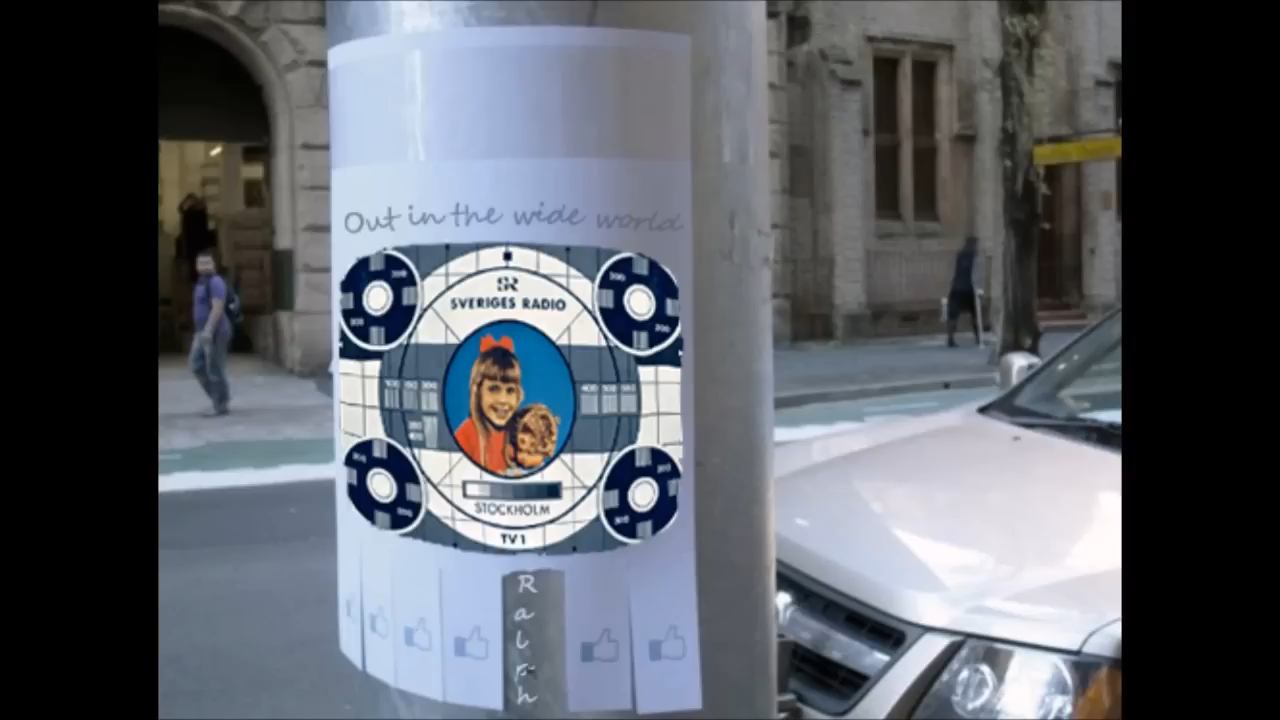 Out in the wide world
SR
SVERIGES RADIO
STOCKHOLM
TV1
Ralph